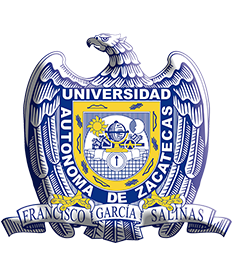 UNIVERSIDAD
AUTONOMA DE ZACATECAS
FRANCISCO GARCIA SALINAS